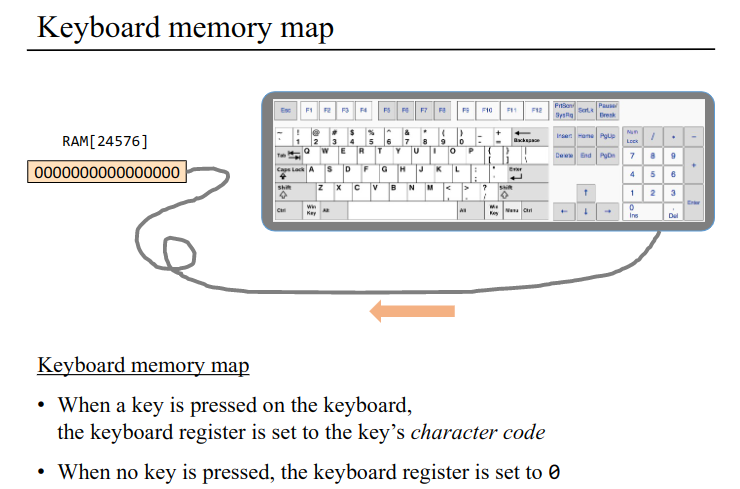 Keyboard memory map
RAM[24576]
0000000000000000
Esc F1 F2 F3 F4 F5 F6 F7 F8 F9 F10 F11 F12 PrtScn/ SysRq ScrLk Pause/ Break
~ ! @ # $ % ^ & * ( ) _ +
` 1 2 3 4 5 6 7 8 9 0 - = Backspace Insert Home PgUp Num Lock / * -
Tab Q W E R T Y U I O P { [ } ] | \ Delete End PgDn 7 8 9 +
Caps Lock A S D F G H J K L : ; " ' Enter 4 5 6
Shift Z X C V B N M < , > . ? / Shift ↑ 1 2 3 Enter
Ctrl Win Key Alt Alt Win Key Menu Ctrl ← ↓ → 0 Ins . Del
Keyboard memory map
• When a key is pressed on the keyboard,
the keyboard register is set to the key’s character code
• When no key is pressed, the keyboard register is set to 0